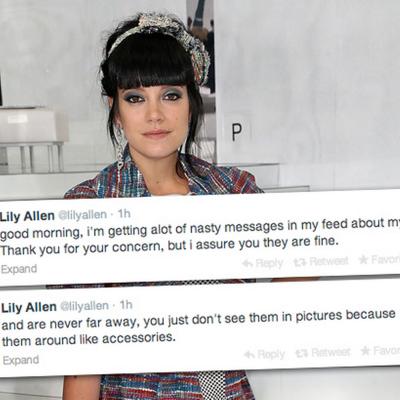 P
Lily Allen @lilyallen · 1h
good morning, i'm getting alot of nasty messages in my feed about my
Thank you for your concern, but i assure you they are fine.
Expand
Reply Retweet Favor
Lily Allen @lilyallen · 1h
and are never far away, you just don't see them in pictures because
them around like accessories.
Expand
Reply Retweet Favor